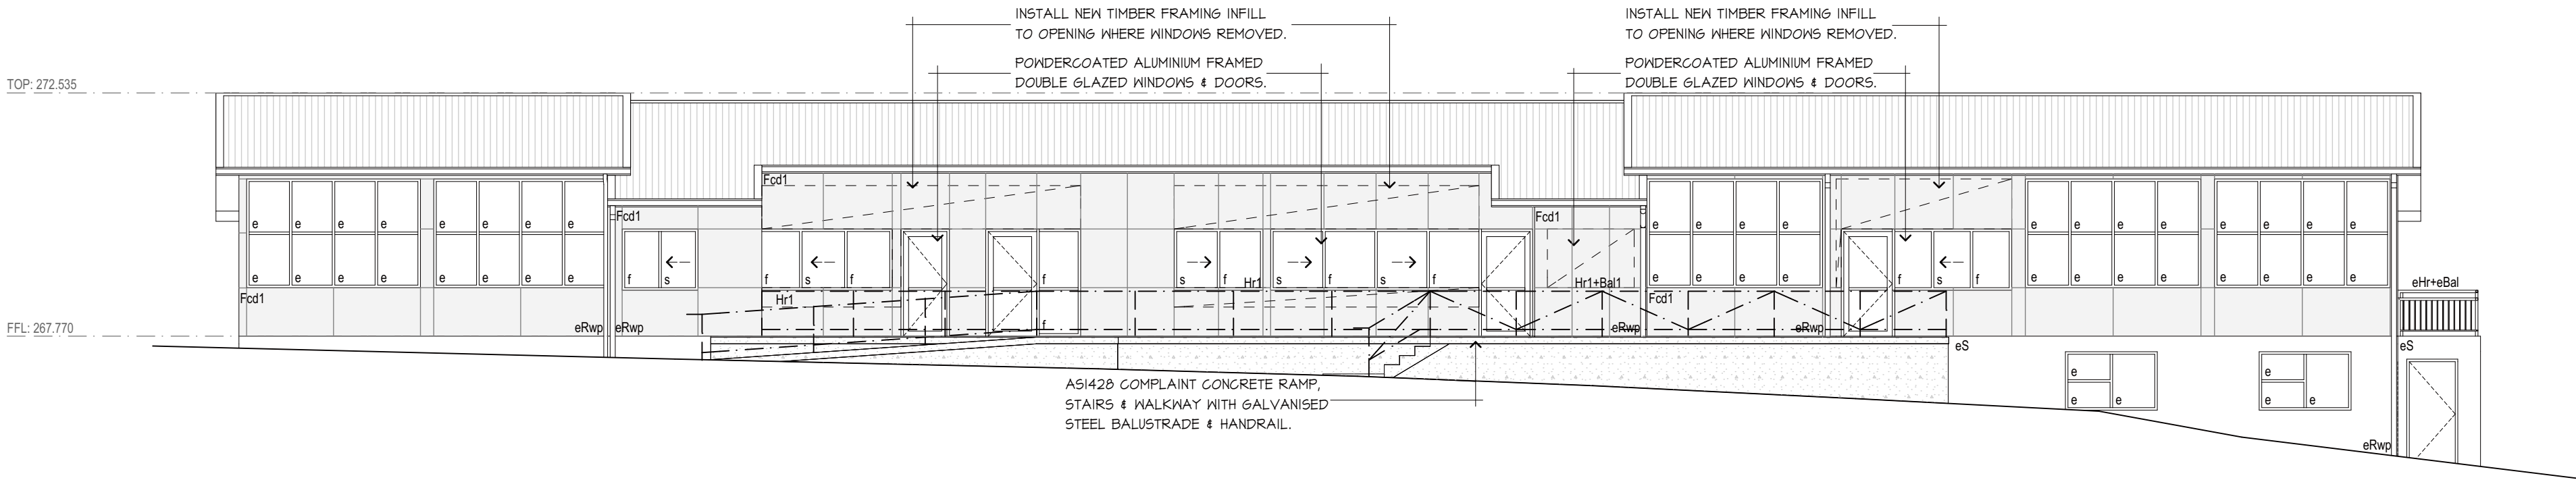 INSTALL NEW TIMBER FRAMING INFILL
TO OPENING WHERE WINDOWS REMOVED.
INSTALL NEW TIMBER FRAMING INFILL
TO OPENING WHERE WINDOWS REMOVED.
POWDERCOATED ALUMINIUM FRAMED
DOUBLE GLAZED WINDOWS & DOORS.
POWDERCOATED ALUMINIUM FRAMED
DOUBLE GLAZED WINDOWS & DOORS.
TOP: 272.535
Fcd1
Fcd1 Fcd1
e e e e e e e e e e e e e e e e e e e e
e e e e e e e e f s f s f f s f s f s f e e e e f s f e e e e e e e e
Hr1 Hr1+Bal1 eHr+eBal
Fcd1 Hr1 Fcd1
FFL: 267.770 eRwp eRwp f eRwp eRwp
eS eS
e e
e e e e
AS1428 COMPLAINT CONCRETE RAMP,
STAIRS & WALKWAY WITH GALVANISED
STEEL BALUSTRADE & HANDRAIL.
eRwp